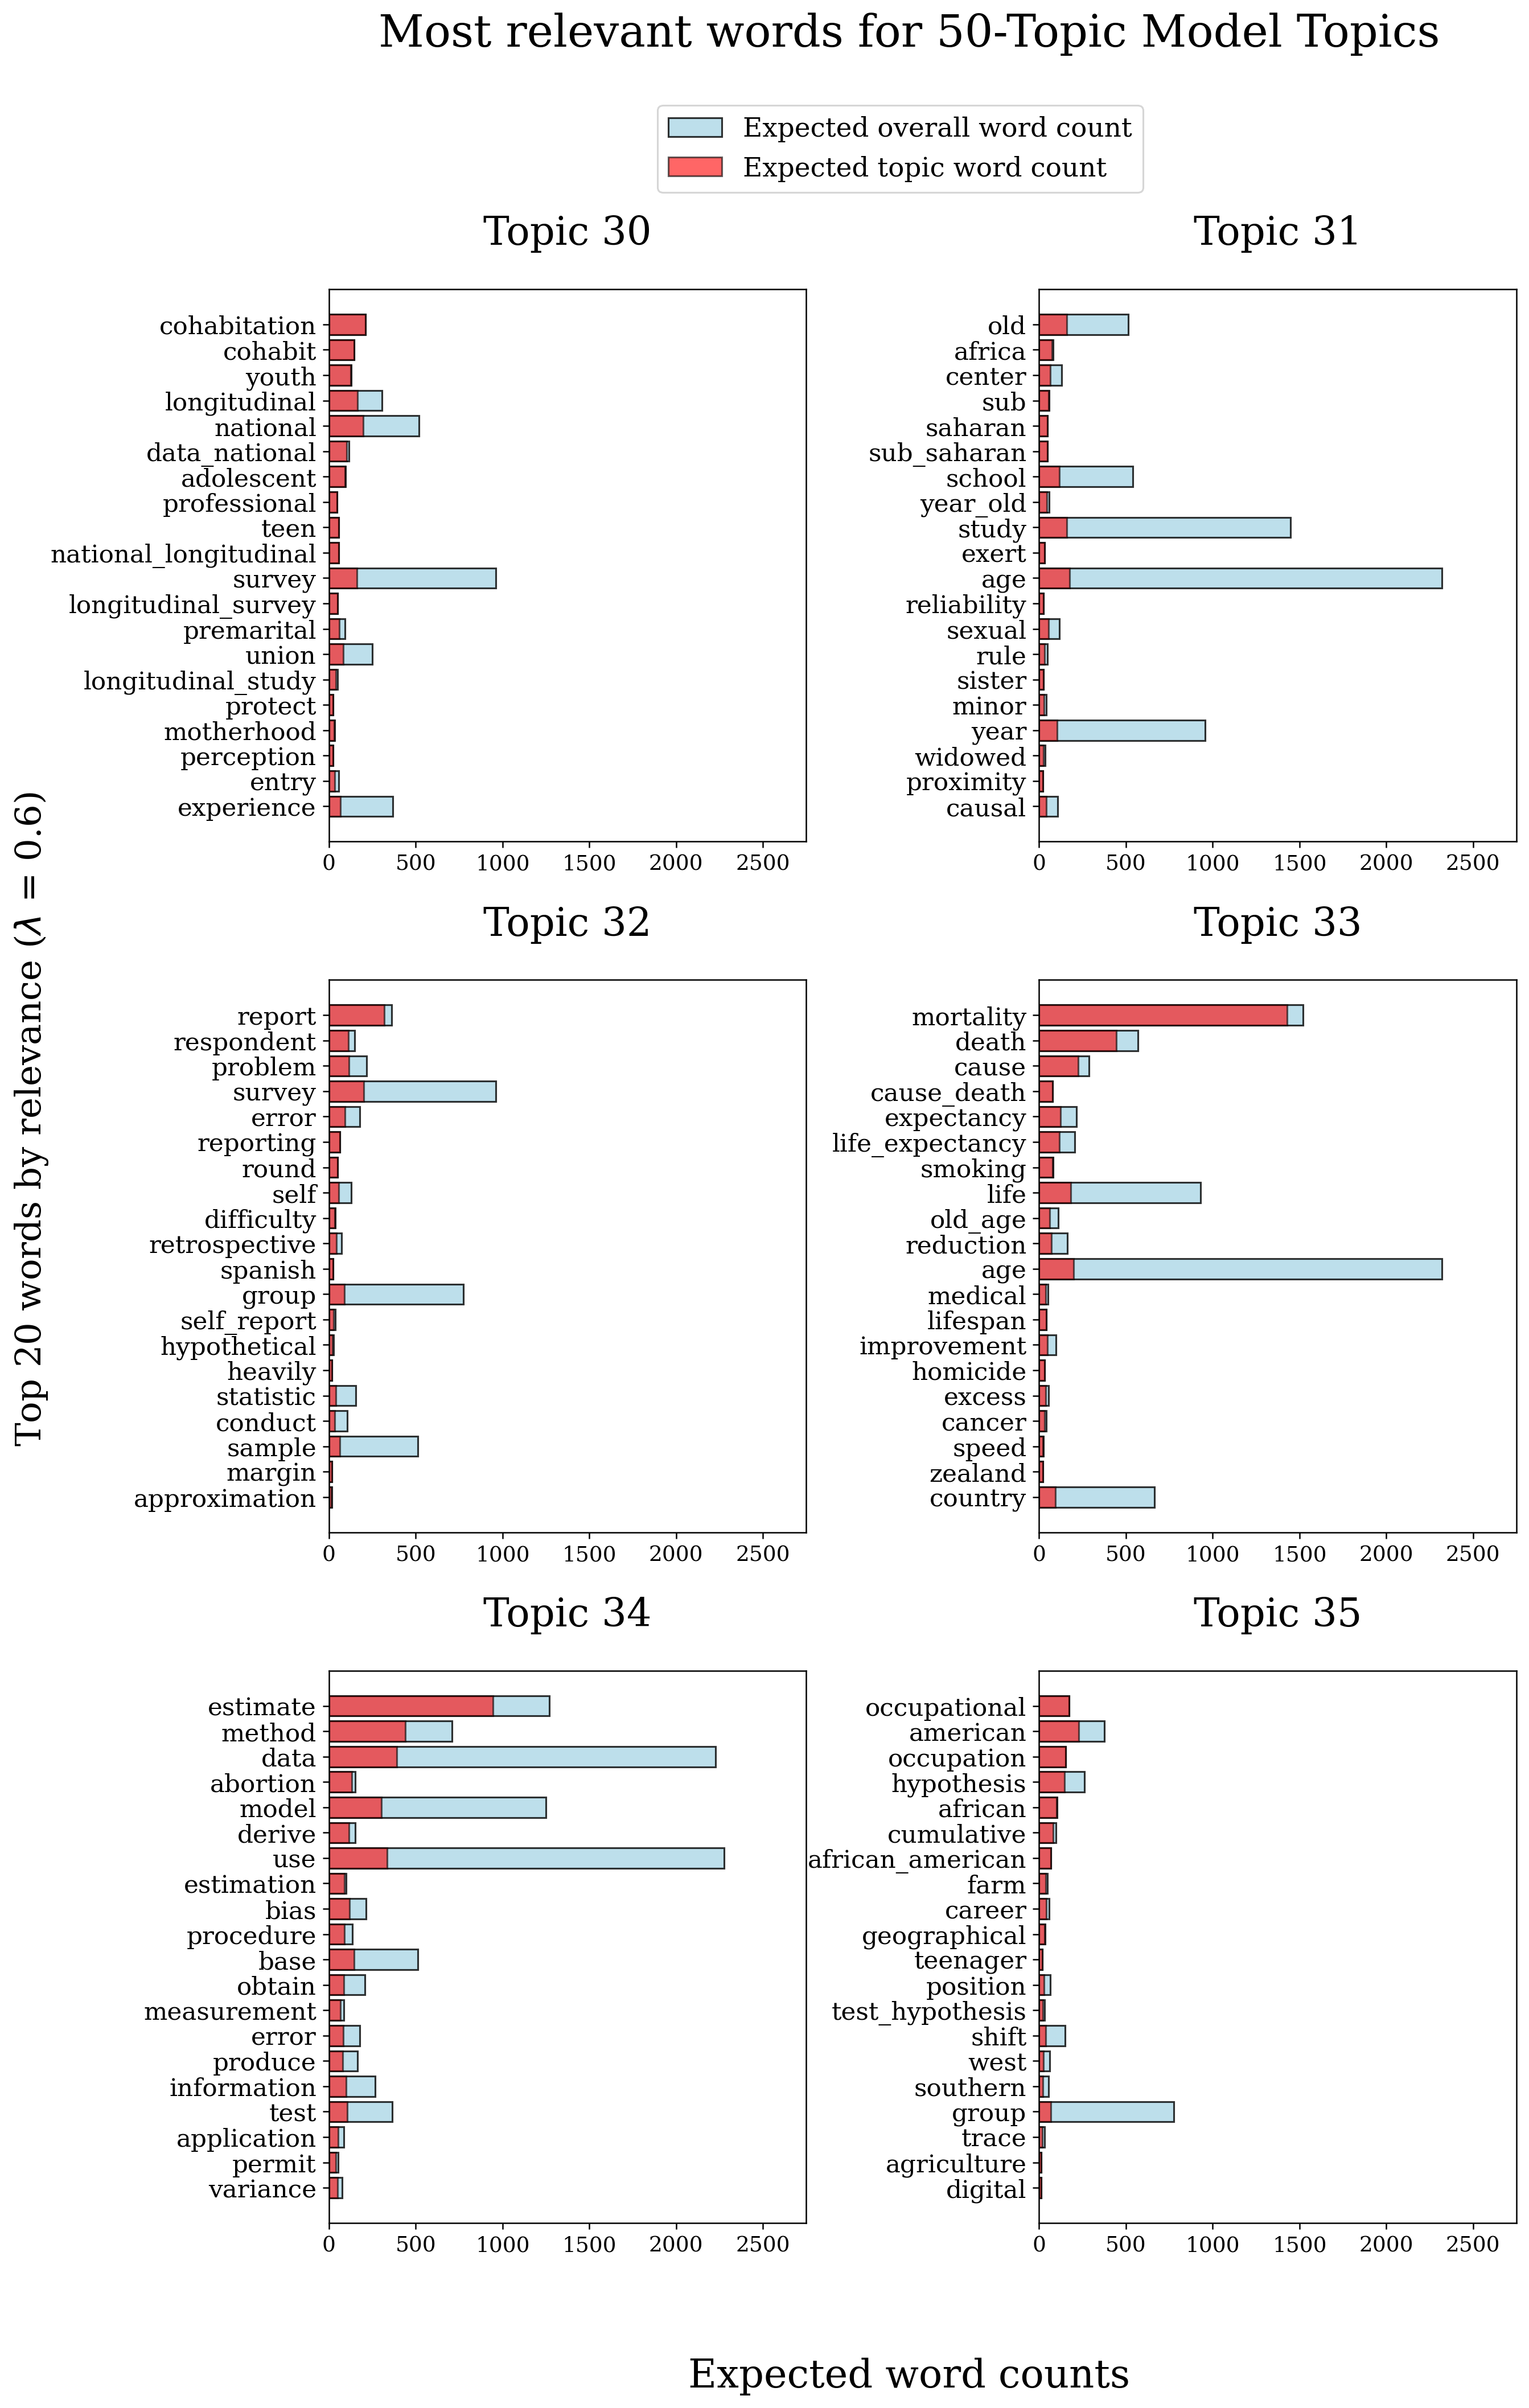 Most relevant words for 50-Topic Model Topics
Expected overall word count
Expected topic word count
Top 20 words by relevance (λ = 0.6)
Topic 30
cohabitation
cohabit
youth
longitudinal
national
data_national
adolescent
professional
teen
national_longitudinal
survey
longitudinal_survey
premarital
union
longitudinal_study
protect
motherhood
perception
entry
experience
0 500 1000 1500 2000 2500
Topic 31
old
africa
center
sub
saharan
sub_saharan
school
year_old
study
exert
age
reliability
sexual
rule
sister
minor
year
widowed
proximity
causal
0 500 1000 1500 2000 2500
Topic 32
report
respondent
problem
survey
error
reporting
round
self
difficulty
retrospective
spanish
group
self_report
hypothetical
heavily
statistic
conduct
sample
margin
approximation
0 500 1000 1500 2000 2500
Topic 33
mortality
death
cause
cause_death
expectancy
life_expectancy
smoking
life
old_age
reduction
age
medical
lifespan
improvement
homicide
excess
cancer
speed
zealand
country
0 500 1000 1500 2000 2500
Topic 34
estimate
method
data
abortion
model
derive
use
estimation
bias
procedure
base
obtain
measurement
error
produce
information
test
application
permit
variance
0 500 1000 1500 2000 2500
Topic 35
occupational
american
occupation
hypothesis
african
cumulative
african_american
farm
career
geographical
teenager
position
test_hypothesis
shift
west
southern
group
trace
agriculture
digital
0 500 1000 1500 2000 2500
Expected word counts